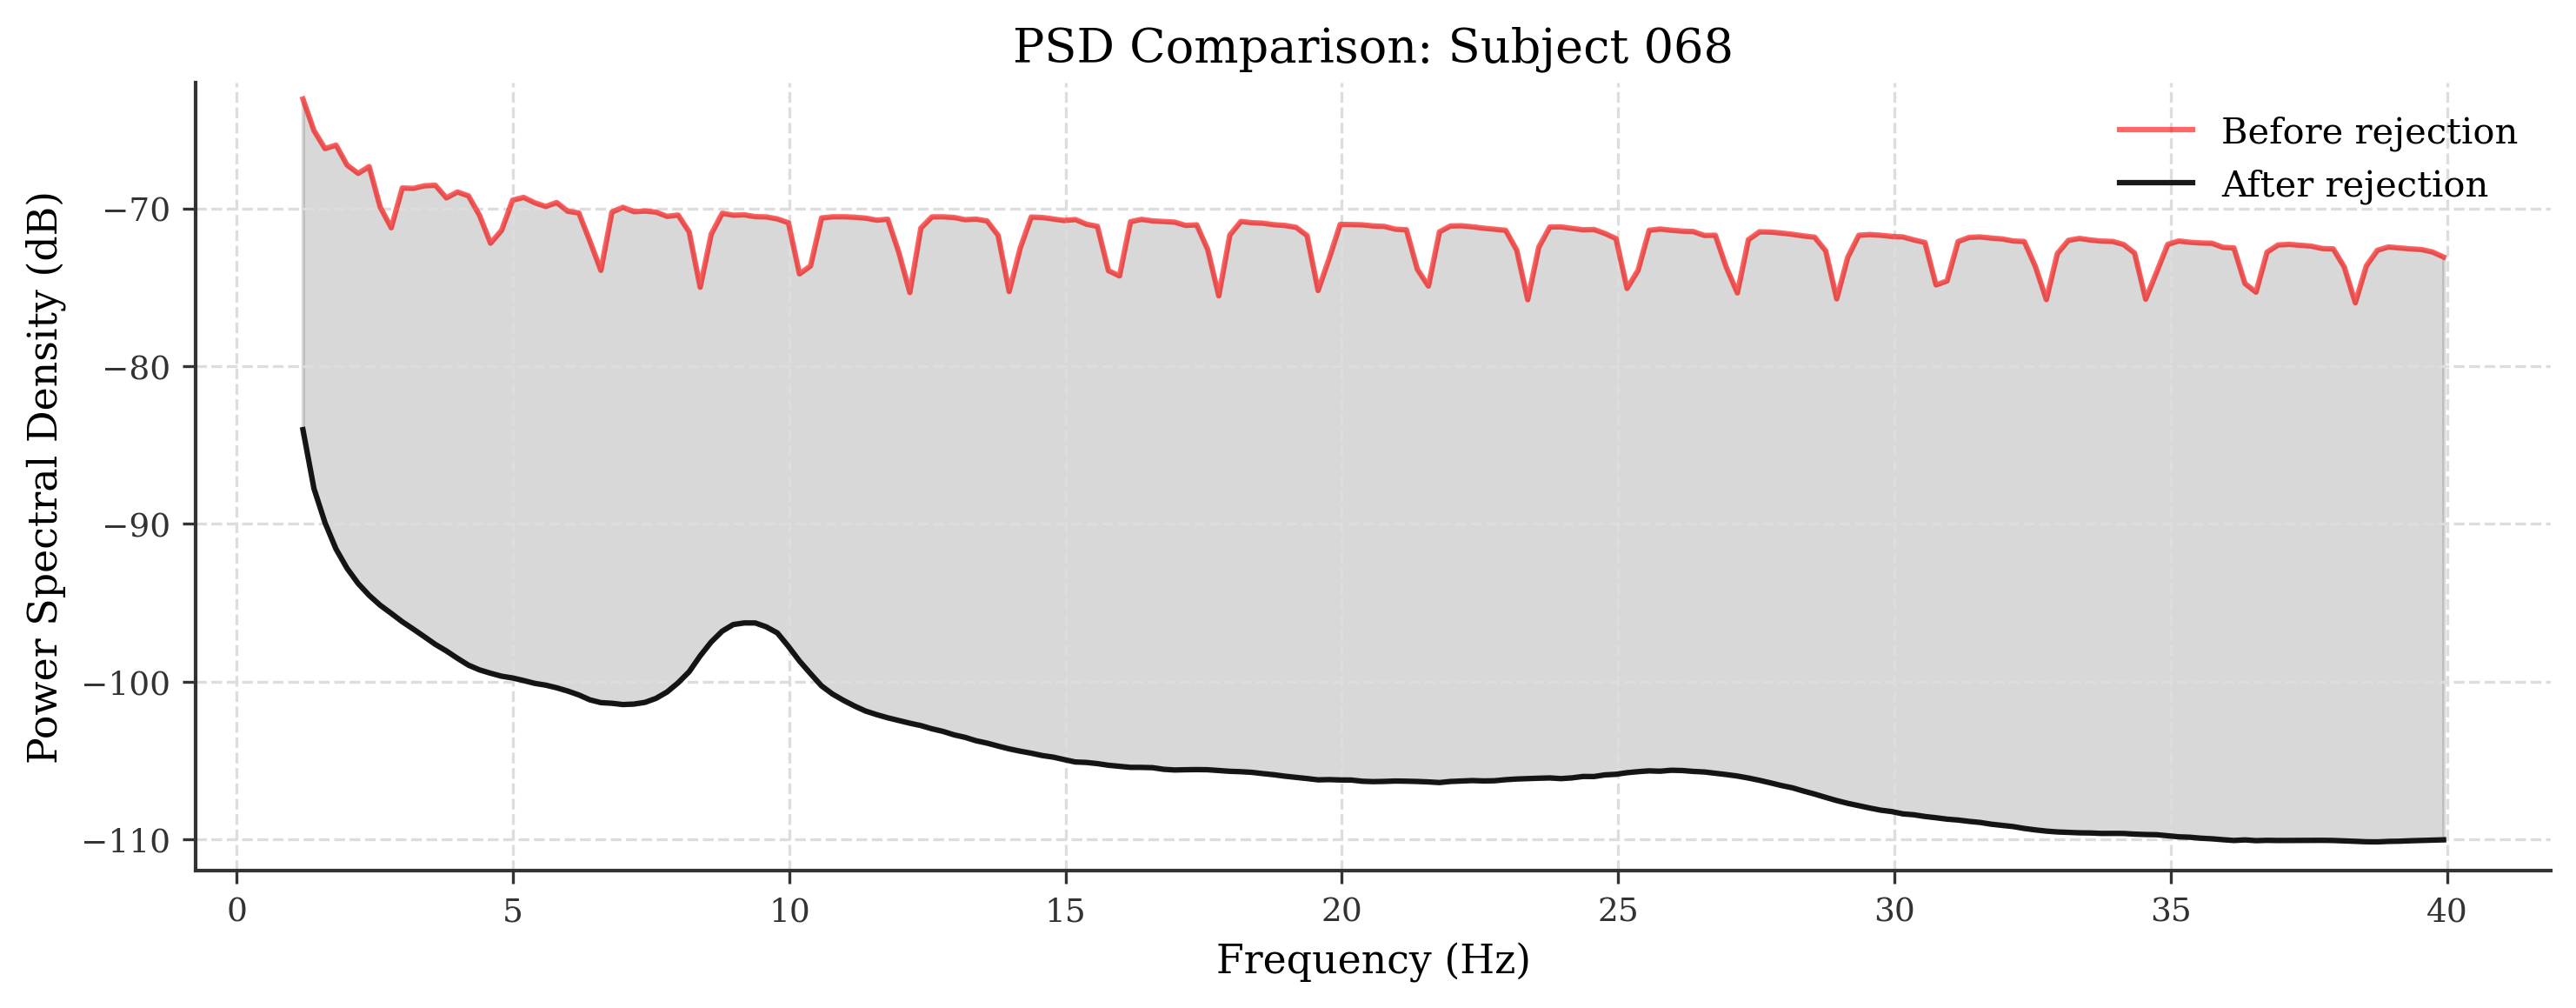 PSD Comparison: Subject 068
Before rejection
After rejection
Power Spectral Density (dB)
−70
−80
−90
−100
−110
0 5 10 15 20 25 30 35 40
Frequency (Hz)